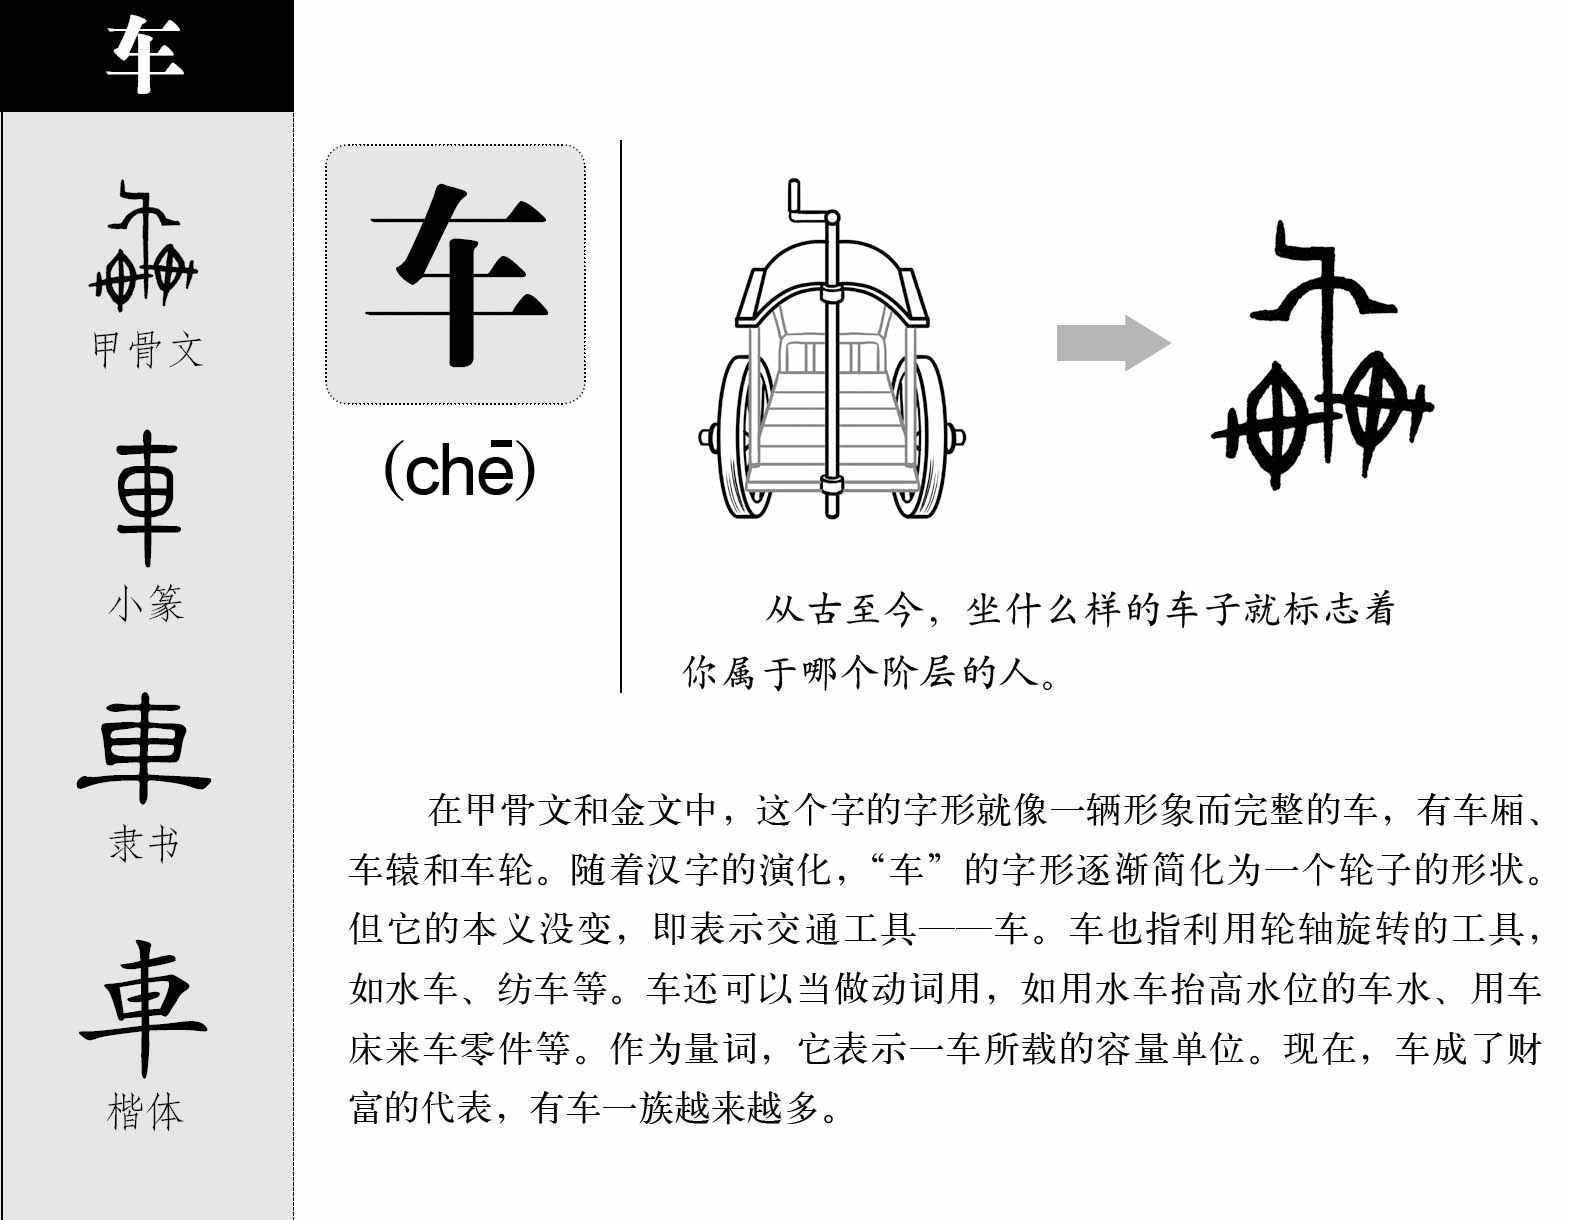 车
甲骨文
車
小篆
車
隶书
車
楷体
车
(chē)
从古至今，坐什么样的车子就标志着
你属于哪个阶层的人。
在甲骨文和金文中，这个字的字形就像一辆形象而完整的车，有车厢、
车辕和车轮。随着汉字的演化，“车”的字形逐渐简化为一个轮子的形状。
但它的本义没变，即表示交通工具——车。车也指利用轮轴旋转的工具，
如水车、纺车等。车还可以当做动词用，如用水车抬高水位的车水、用车
床来车零件等。作为量词，它表示一车所载的容量单位。现在，车成了财
富的代表，有车一族越来越多。